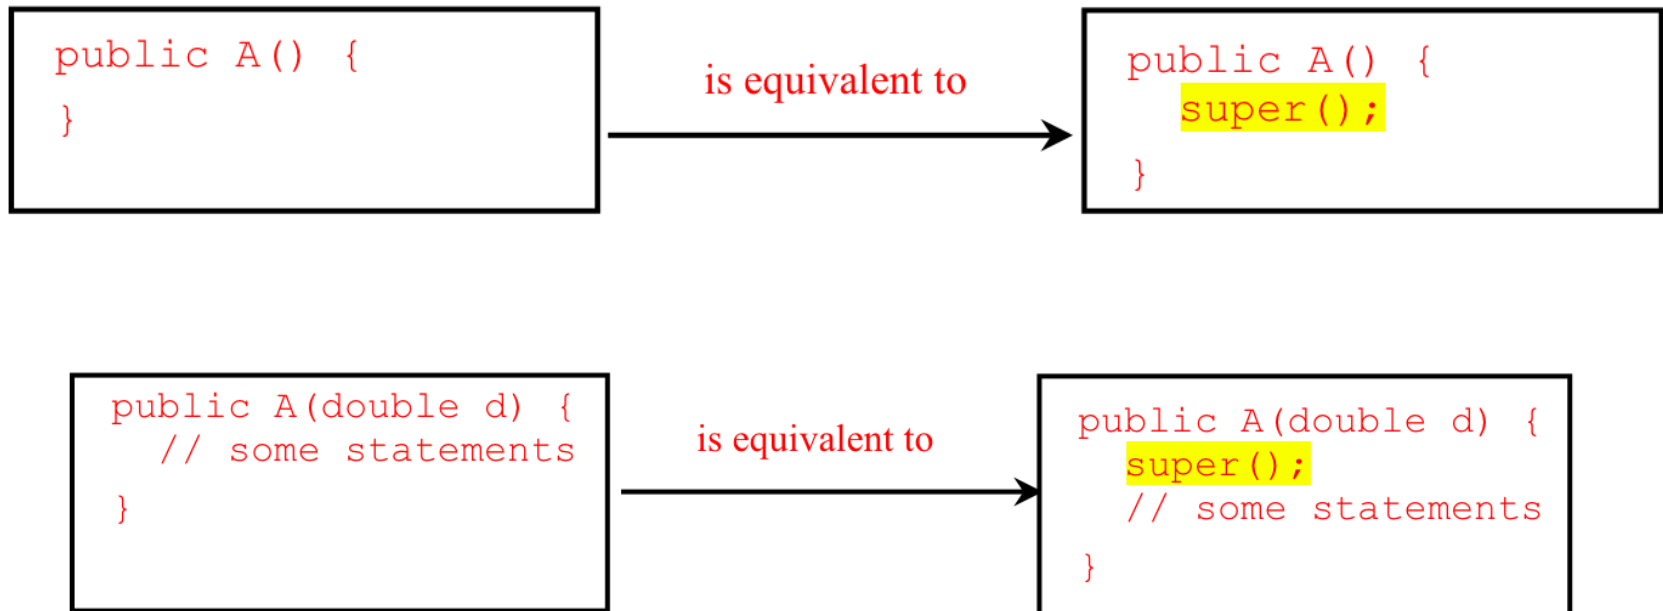 public A() {
}
is equivalent to
public A() {
super();
}
public A(double d) {
// some statements
}
is equivalent to
public A(double d) {
super();
// some statements
}